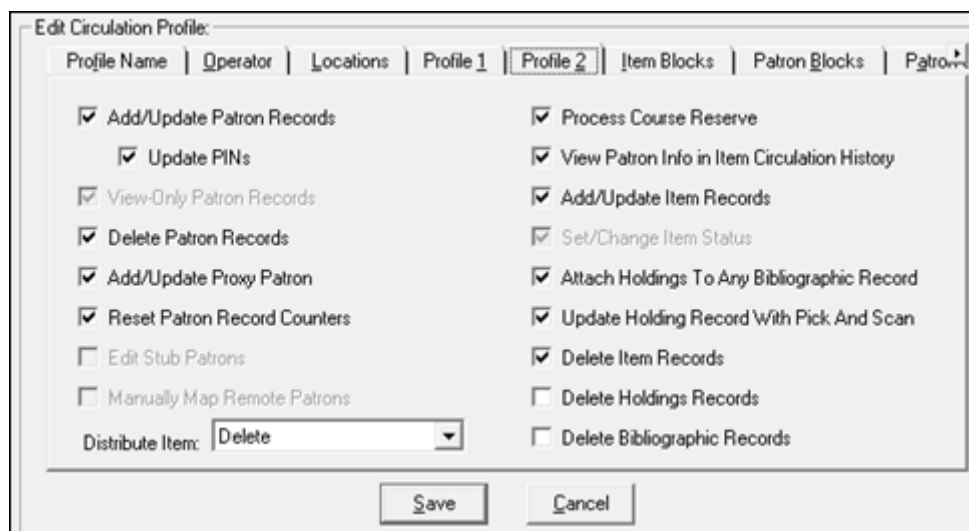 Edit Circulation Profile:
Profile Name | Operator | Locations | Profile 1 | Profile 2 | Item Blocks | Patron Blocks | Patron
Add/Update Patron Records
Update PINs
View-Only Patron Records
Delete Patron Records
Add/Update Proxy Patron
Reset Patron Record Counters
Edit Stub Patrons
Manually Map Remote Patrons
Distribute Item: Delete
Process Course Reserve
View Patron Info in Item Circulation History
Add/Update Item Records
Set/Change Item Status
Attach Holdings To Any Bibliographic Record
Update Holding Record With Pick And Scan
Delete Item Records
Delete Holdings Records
Delete Bibliographic Records
Save Cancel